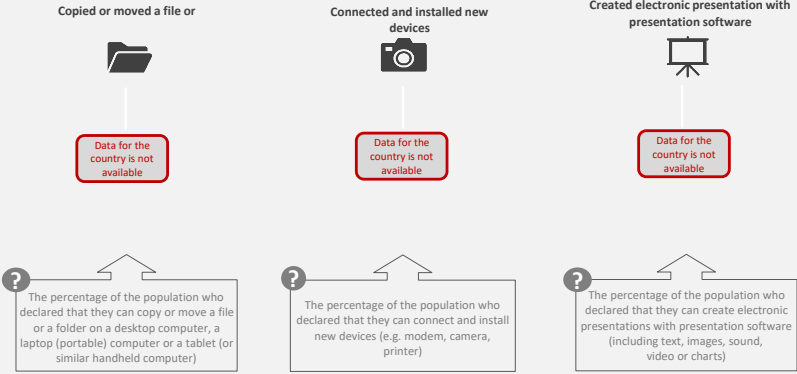 Copied or moved a file or
Data for the
country is not
available
?
The percentage of the population who
declared that they can copy or move a file
or a folder on a desktop computer, a
laptop (portable) computer or a tablet (or
similar handheld computer)
Connected and installed new
devices
Data for the
country is not
available
?
The percentage of the population who
declared that they can connect and install
new devices (e.g. modem, camera,
printer)
Created electronic presentation with
presentation software
Data for the
country is not
available
?
The percentage of the population who
declared that they can create electronic
presentations with presentation software
(including text, images, sound,
video or charts)